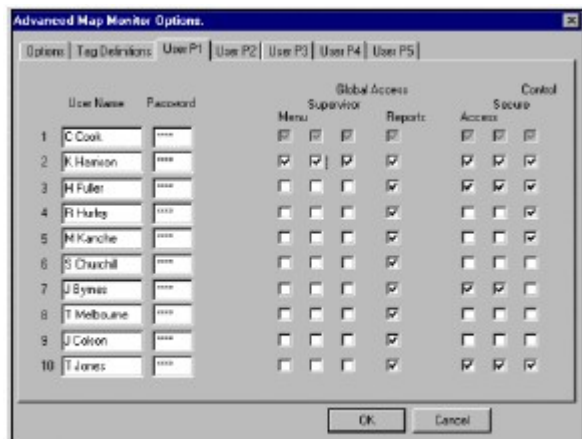 Advanced Map Monitor Options.
Options Tag Definitions User P1 User P2 User P3 User P4 User P5
Global Access Control
User Name Password Supervisor Secure
Menu Reports Access
1 C Cook ****
2 K Harrison ****
3 H Fuller ****
4 R Hurley ****
5 M Kanche ****
6 S Churchill ****
7 J Byrnes ****
8 T Melbourne ****
9 J Colson ****
10 T Jones ****
OK Cancel